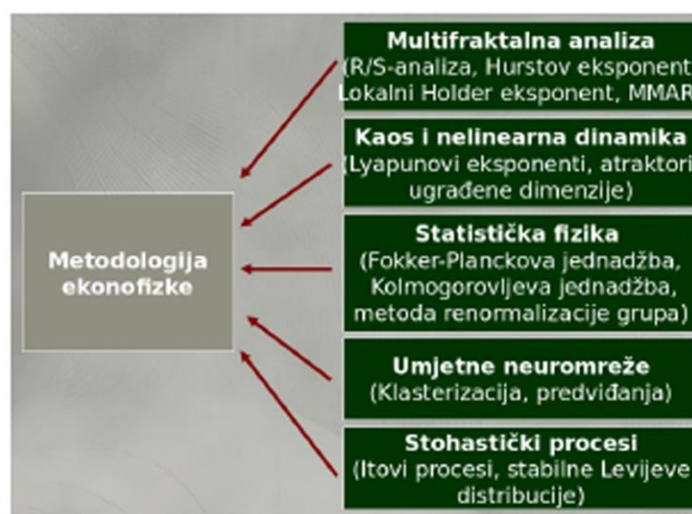 Multifraktalna analiza
(R/S-analiza, Hurstov eksponent
Lokalni Holder eksponent, MMAR
Kaos i nelinearna dinamika
(Lyapunovi eksponenti, atraktori
ugrađene dimenzije)
Metodologija
ekonofizke
Statistička fizika
(Fokker-Planckova jednadžba,
Kolmogorovljeva jednadžba,
metoda renormalizacije grupa)
Umjetne neuromreže
(Klasterizacija, predviđanja)
Stohastički procesi
(Itovi procesi, stabilne Levijeve
distribucije)